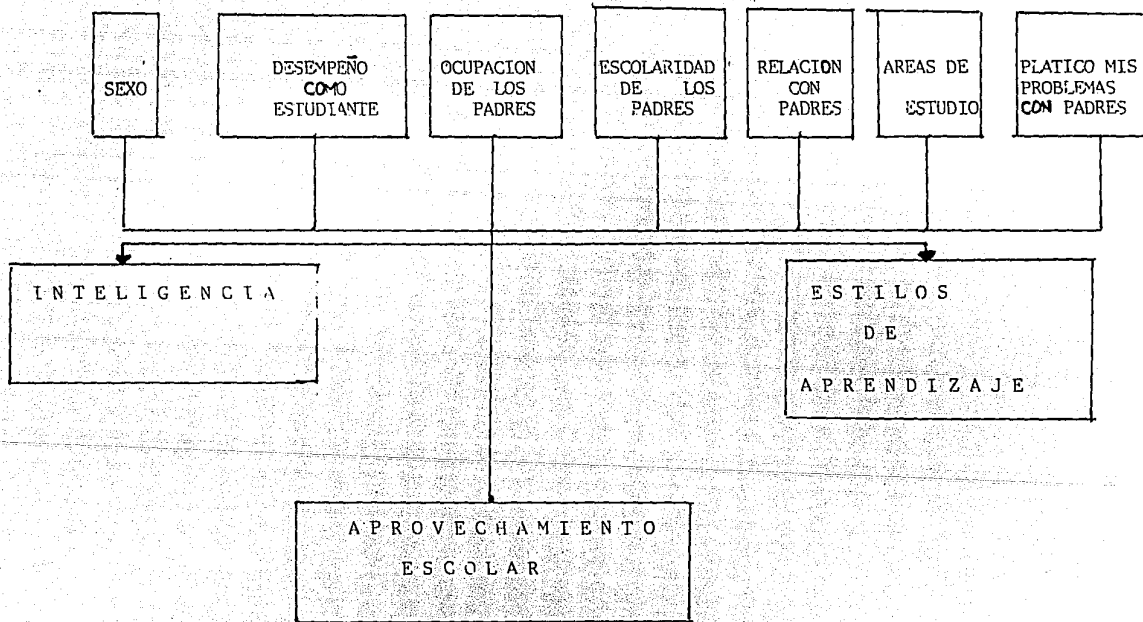 SEXO
DESEMPEÑO
COMO
ESTUDIANTE
OCUPACION
DE LOS
PADRES
ESCOLARIDAD
DE LOS
PADRES
RELACION
CON
PADRES
AREAS DE
ESTUDIO
PLATICO MIS
PROBLEMAS
CON PADRES
INTELIGENCIA
ESTILOS
DE
APRENDIZAJE
APROVECHAMIENTO
ESCOLAR